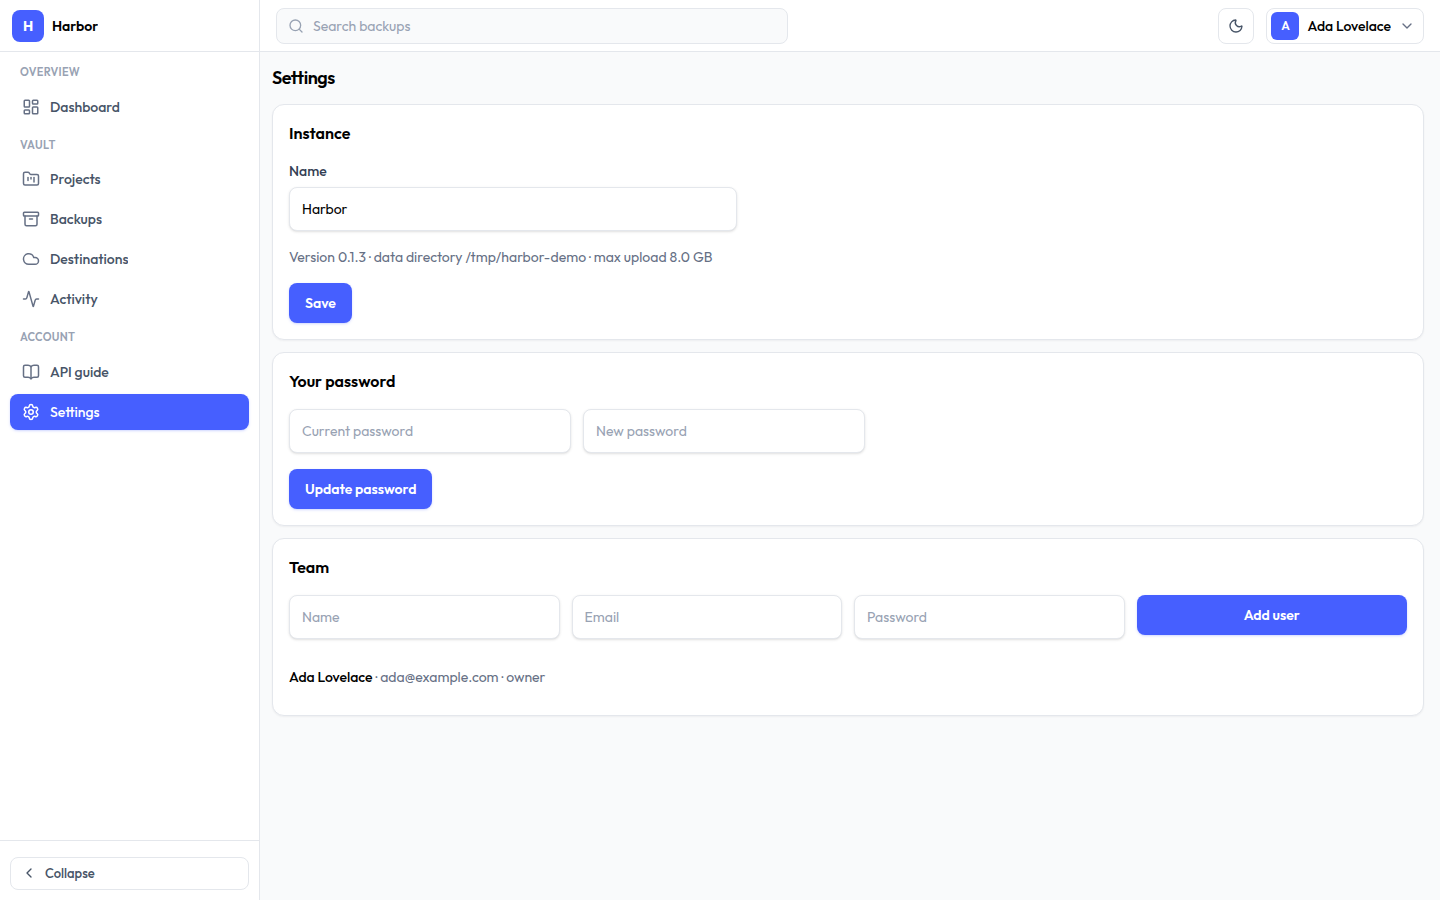 H Harbor
Search backups
A Ada Lovelace
OVERVIEW
Dashboard
VAULT
Projects
Backups
Destinations
Activity
ACCOUNT
API guide
Settings
Collapse
Settings
Instance
Name
Harbor
Version 0.1.3 · data directory /tmp/harbor-demo · max upload 8.0 GB
Save
Your password
Current password New password
Update password
Team
Name Email Password Add user
Ada Lovelace · ada@example.com · owner